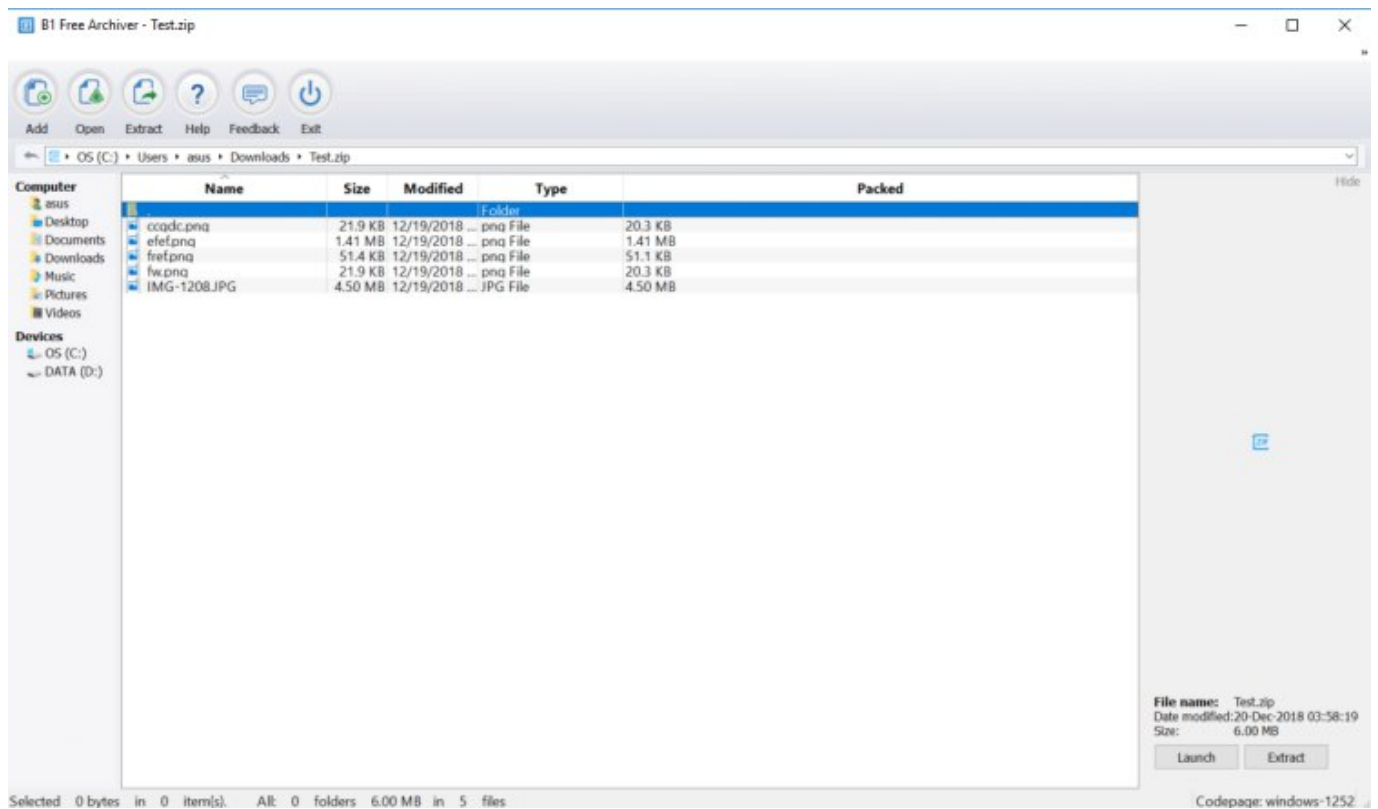 B1 Free Archiver - Test.zip
»
Add Open Extract Help Feedback Exit
OS (C:) Users asus Downloads Test.zip
Computer
asus
Desktop
Documents
Downloads
Music
Pictures
Videos
Devices
OS (C:)
DATA (D:)
Name Size Modified Type Packed
. Folder
ccqdc.png 21.9 KB 12/19/2018 ... png File 20.3 KB
efef.png 1.41 MB 12/19/2018 ... png File 1.41 MB
fref.png 51.4 KB 12/19/2018 ... png File 51.1 KB
fw.png 21.9 KB 12/19/2018 ... png File 20.3 KB
IMG-1208.JPG 4.50 MB 12/19/2018 ... JPG File 4.50 MB
Hide
ZIP
File name: Test.zip
Date modified:20-Dec-2018 03:58:19
Size: 6.00 MB
Launch Extract
Selected 0 bytes in 0 item(s). All: 0 folders 6.00 MB in 5 files
Codepage: windows-1252